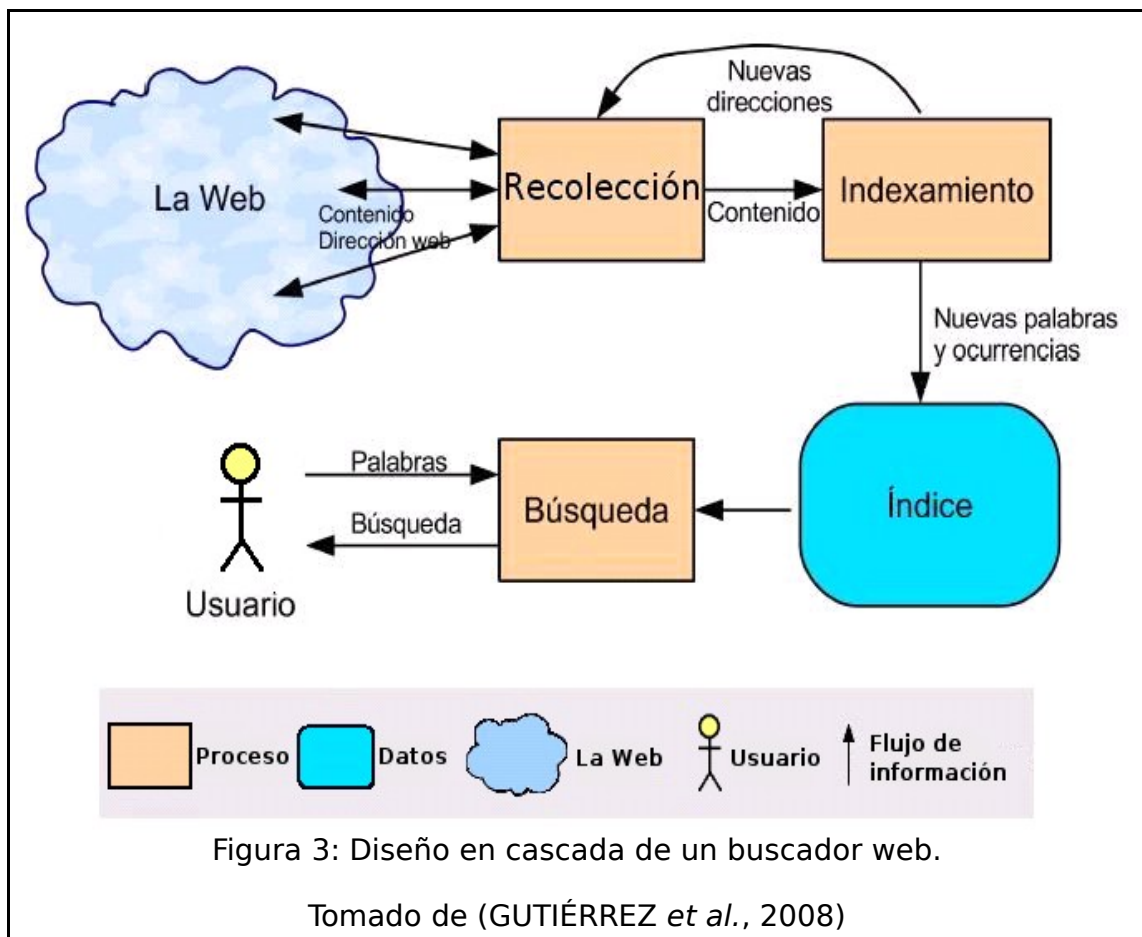 Nuevas
direcciones
La Web
Recolección
Indexamiento
Contenido
Dirección web
Contenido
Nuevas palabras
y ocurrencias
Palabras
Búsqueda
Búsqueda
Índice
Usuario
Proceso
Datos
La Web
Usuario
Flujo de
información
Figura 3: Diseño en cascada de un buscador web.
Tomado de (GUTIÉRREZ et al., 2008)